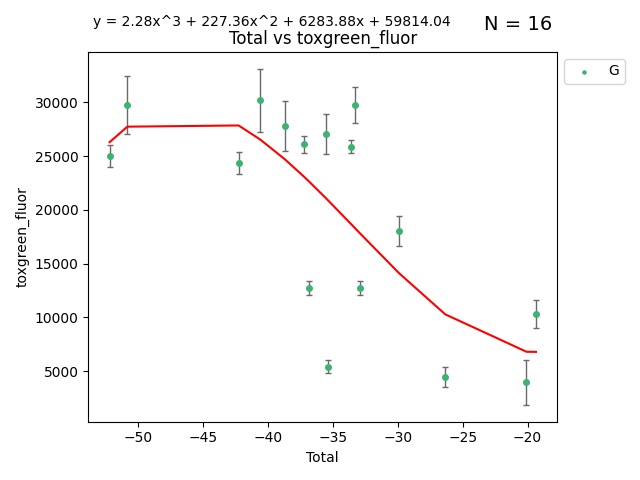 y = 2.28x^3 + 227.36x^2 + 6283.88x + 59814.04
N = 16
Total vs toxgreen_fluor
G
30000
25000
20000
15000
10000
5000
toxgreen_fluor
−50
−45
−40
−35
−30
−25
−20
Total